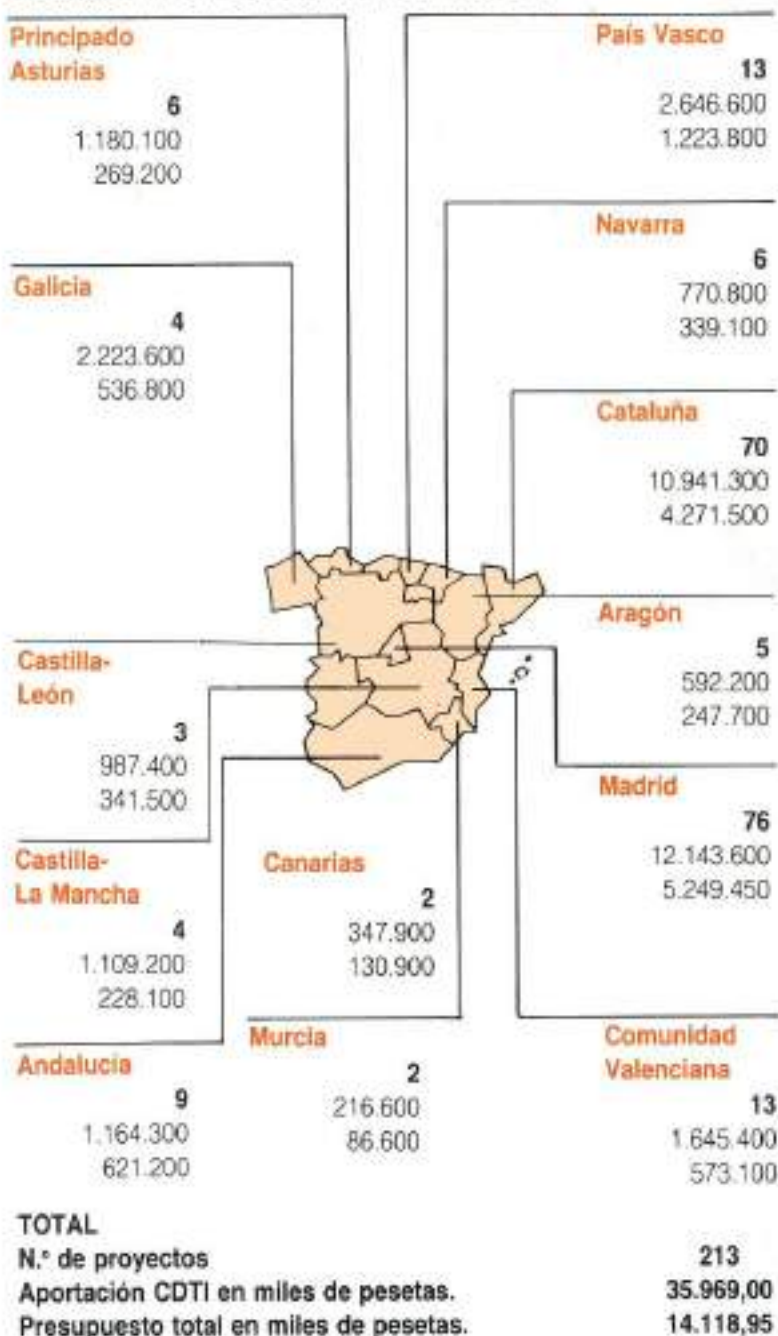 Principado
Asturias
6
1.180.100
269.200
País Vasco
13
2.646.600
1.223.800
Navarra
6
770.800
339.100
Galicia
4
2.223.600
536.800
Cataluña
70
10.941.300
4.271.500
Aragón
5
592.200
247.700
Castilla-
León
3
987.400
341.500
Madrid
76
12.143.600
5.249.450
Castilla-
La Mancha
4
1.109.200
228.100
Canarias
2
347.900
130.900
Andalucía
9
1.164.300
621.200
Murcia
2
216.600
86.600
Comunidad
Valenciana
13
1.645.400
573.100
TOTAL
N.º de proyectos 213
Aportación CDTI en miles de pesetas. 35.969,00
Presupuesto total en miles de pesetas. 14.118,95